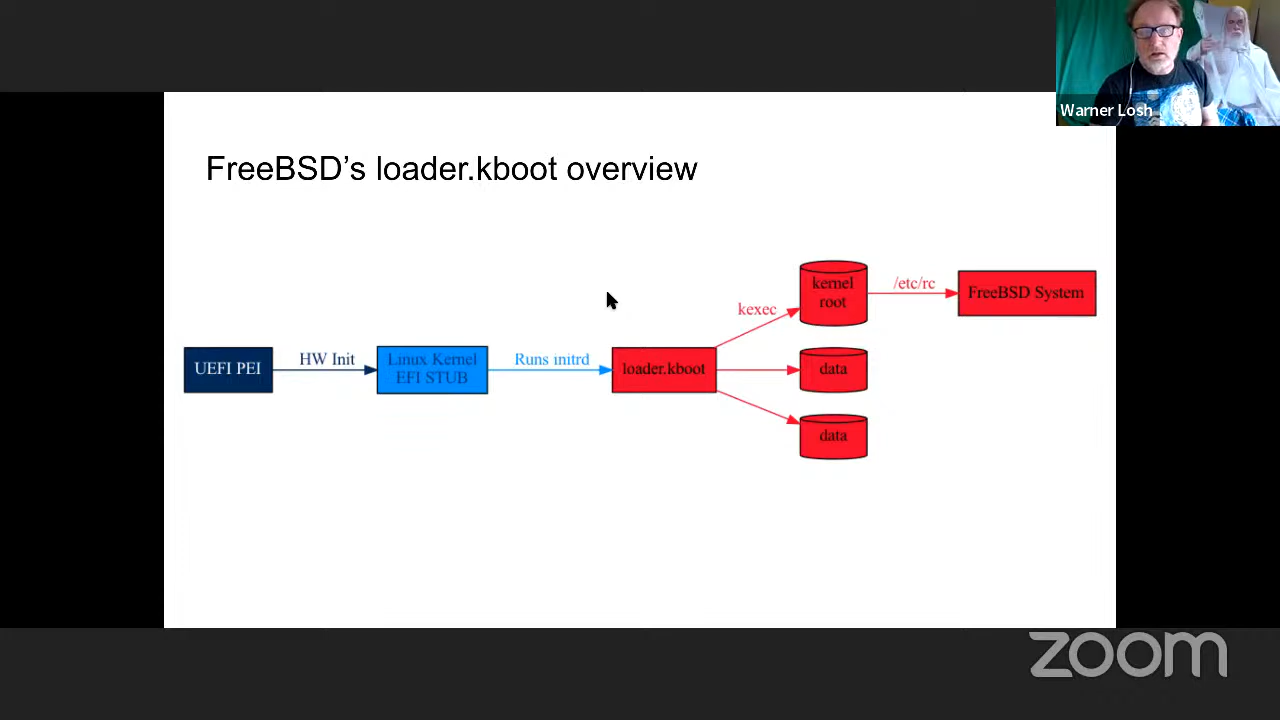 Warner Losh
FreeBSD’s loader.kboot overview
UEFI PEI
HW Init
Linux Kernel
EFI STUB
Runs initrd
loader.kboot
kexec
kernel
root
/etc/rc
FreeBSD System
data
data
zoom